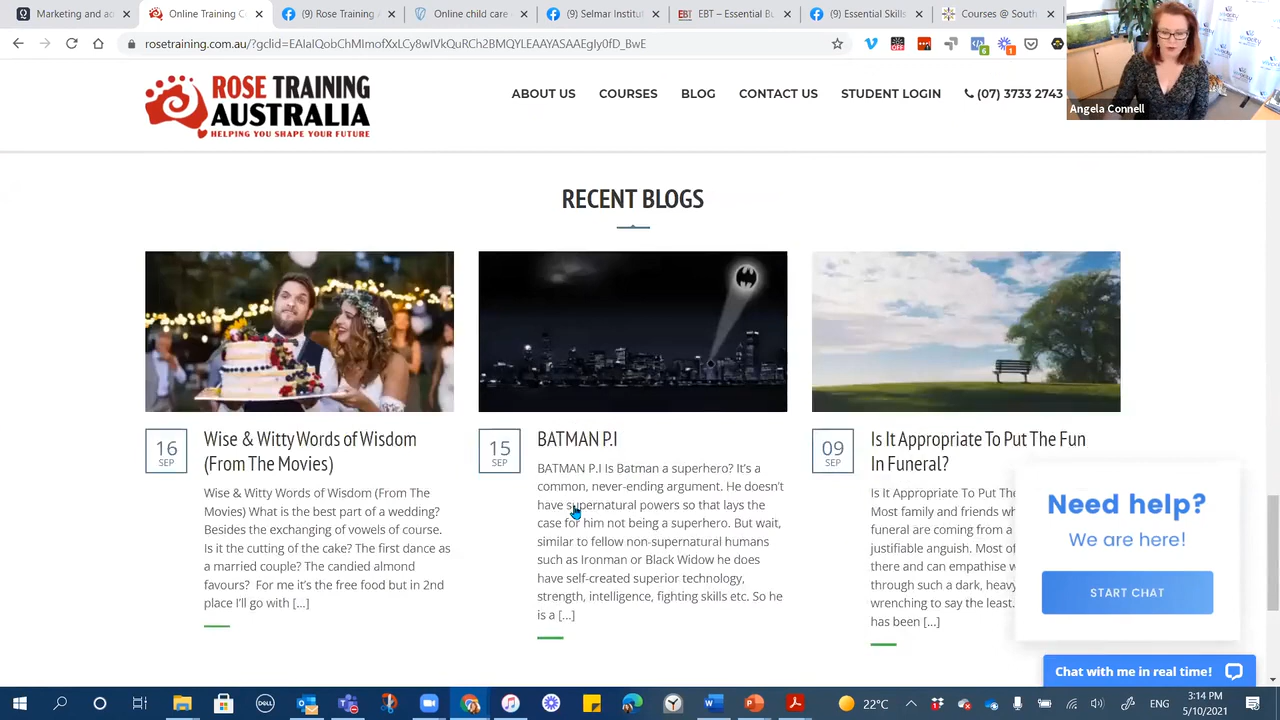 Marketing and ad
Online Training C
(9) Rose Training
Online child care
(9) Selmar Institu
EBT – Essential Bu
(9) Essential Skills
Courses @ South
rosetraining.com.au
ROSE TRAINING
AUSTRALIA
HELPING YOU SHAPE YOUR FUTURE
ABOUT US
COURSES
BLOG
CONTACT US
STUDENT LOGIN
(07) 3733 2743
Angela Connell
RECENT BLOGS
16
SEP
Wise & Witty Words of Wisdom
(From The Movies)
Wise & Witty Words of Wisdom (From The
Movies) What is the best part of a wedding?
Besides the exchanging of vowels of course.
Is it the cutting of the cake? The first dance as
a married couple? The candied almond
favours? For me it's the free food but in 2nd
place I'll go with [...]
15
SEP
BATMAN P.I
BATMAN P.I Is Batman a superhero? It's a
common, never-ending argument. He doesn't
have supernatural powers so that lays the
case for him not being a superhero. But wait,
similar to fellow non-supernatural humans
such as Ironman or Black Widow he does
have self-created superior technology,
strength, intelligence, fighting skills etc. So he
is a [...]
09
SEP
Is It Appropriate To Put The Fun
In Funeral?
Is It Appropriate To Put The
Most family and friends wh
funeral are coming from a
justifiable anguish. Most of
there and can empathise w
through such a dark, heavy
wrenching to say the least.
has been [...]
Need help?
We are here!
START CHAT
Chat with me in real time!
22°C
ENG
3:14 PM
5/10/2021